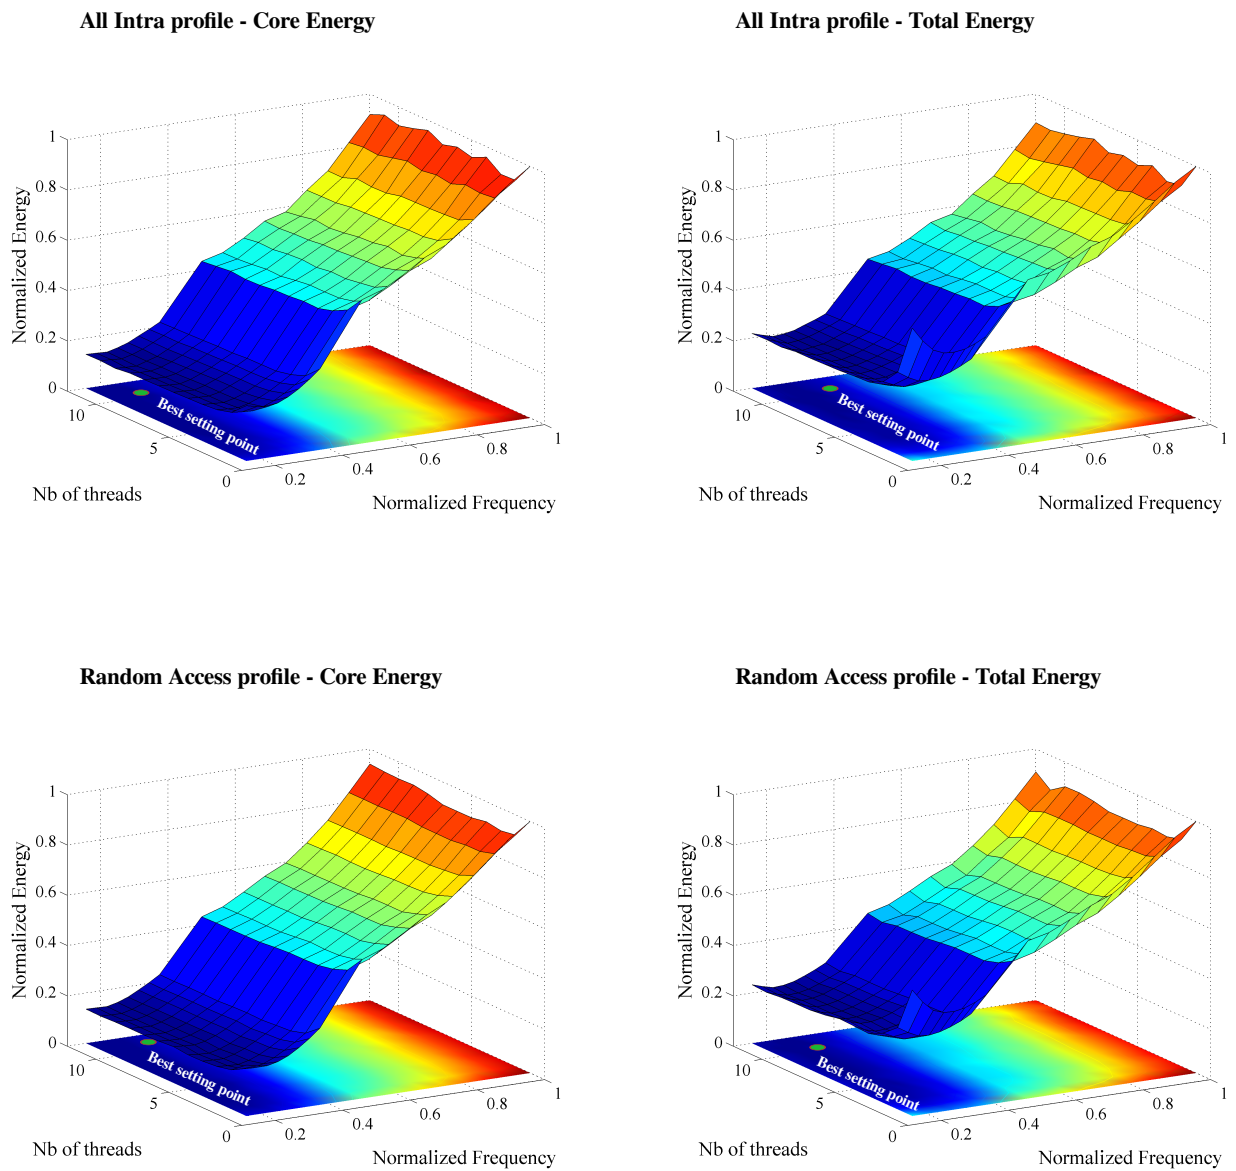 All Intra profile - Core Energy
All Intra profile - Total Energy
1
0.8
0.6
0.4
0.2
0
Normalized Energy
10
5
0
Nb of threads
0.2
0.4
0.6
0.8
1
Normalized Frequency
Best setting point
1
0.8
0.6
0.4
0.2
0
Normalized Energy
10
5
0
Nb of threads
0.2
0.4
0.6
0.8
1
Normalized Frequency
Best setting point
Random Access profile - Core Energy
Random Access profile - Total Energy
1
0.8
0.6
0.4
0.2
0
Normalized Energy
10
5
0
Nb of threads
0.2
0.4
0.6
0.8
1
Normalized Frequency
Best setting point
1
0.8
0.6
0.4
0.2
0
Normalized Energy
10
5
0
Nb of threads
0.2
0.4
0.6
0.8
1
Normalized Frequency
Best setting point